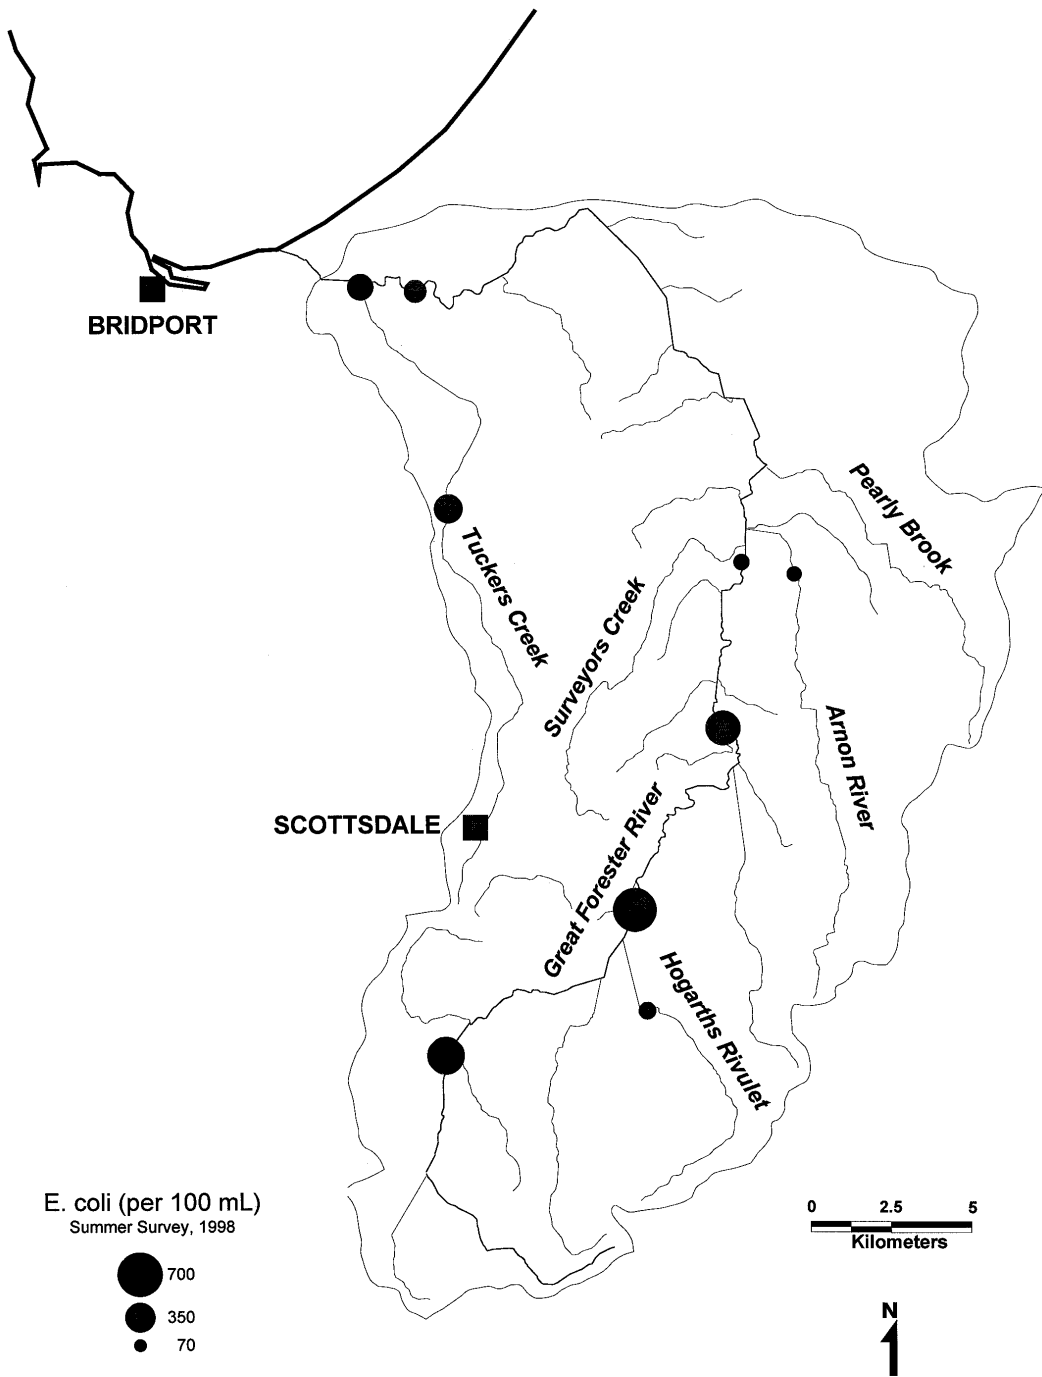 BRIDPORT
Pearly Brook
Tuckers Creek
Surveyors Creek
Arnon River
SCOTTSDALE
Great Forester River
Hogarths Rivulet
E. coli (per 100 mL)
Summer Survey, 1998
700
350
70
0 2.5 5
Kilometers
N